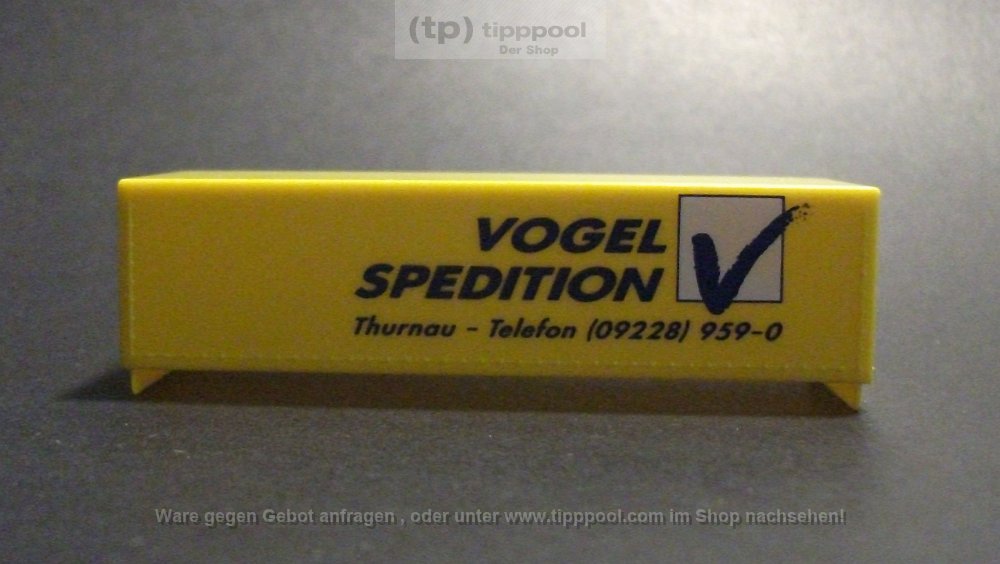 (tp) tipppool
Der Shop
VOGEL
SPEDITION
Thurnau - Telefon (09228) 959-0
Ware gegen Gebot anfragen , oder unter www.tipppool.com im Shop nachsehen!